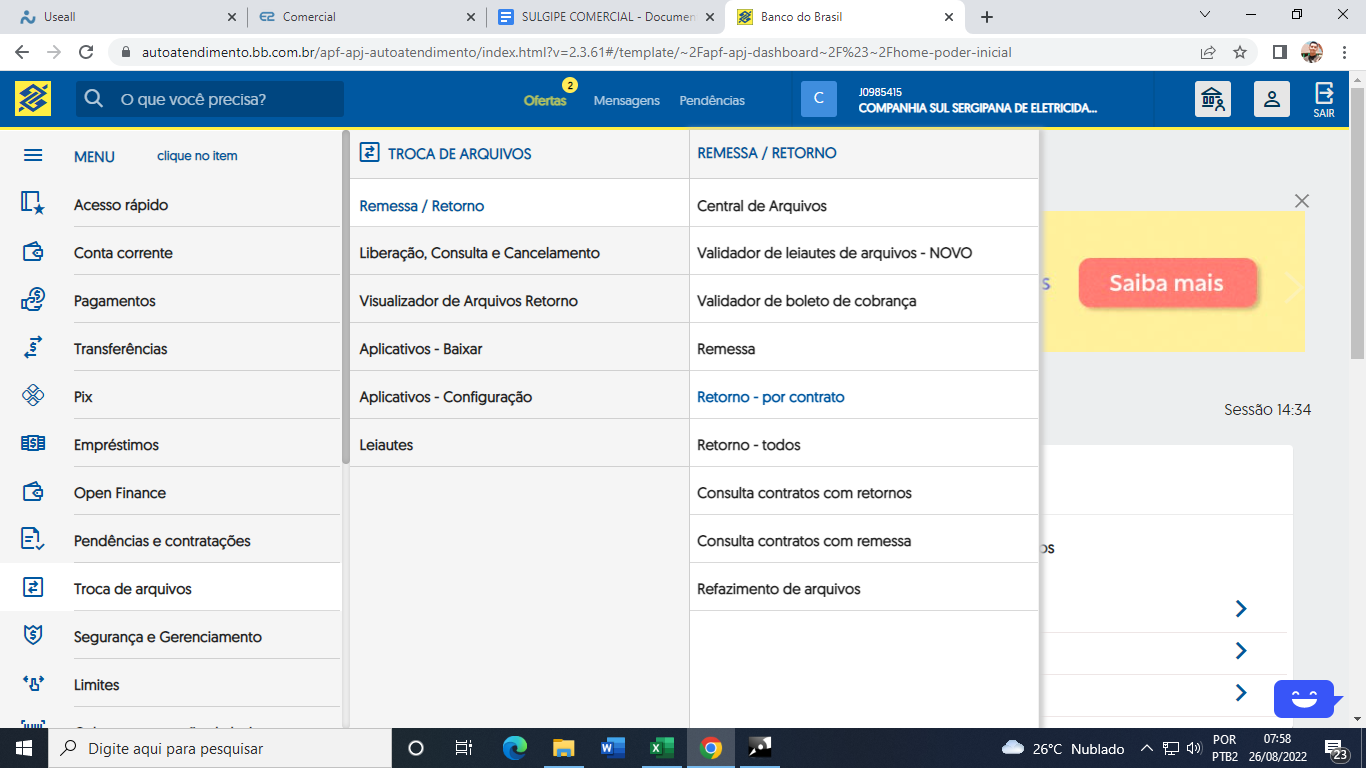 Useall
Comercial
SULGIPE COMERCIAL - Documen
Banco do Brasil
autoatendimento.bb.com.br/apf-apj-autoatendimento/index.html?v=2.3.61#/template/~2Fapf-apj-dashboard~2F%23~2Fhome-poder-inicial
O que você precisa?
Ofertas
2
Mensagens
Pendências
C
J0985415
COMPANHIA SUL SERGIPANA DE ELETRICIDA...
SAIR
MENU
clique no item
Acesso rápido
Conta corrente
Pagamentos
Transferências
Pix
Empréstimos
Open Finance
Pendências e contratações
Troca de arquivos
Segurança e Gerenciamento
Limites
TROCA DE ARQUIVOS
Remessa / Retorno
Liberação, Consulta e Cancelamento
Visualizador de Arquivos Retorno
Aplicativos - Baixar
Aplicativos - Configuração
Leiautes
REMESSA / RETORNO
Central de Arquivos
Validador de leiautes de arquivos - NOVO
Validador de boleto de cobrança
Remessa
Retorno - por contrato
Retorno - todos
Consulta contratos com retornos
Consulta contratos com remessa
Refazimento de arquivos
s
Saiba mais
Sessão 14:34
os
Digite aqui para pesquisar
26°C Nublado
POR
PTB2
07:58
26/08/2022
23